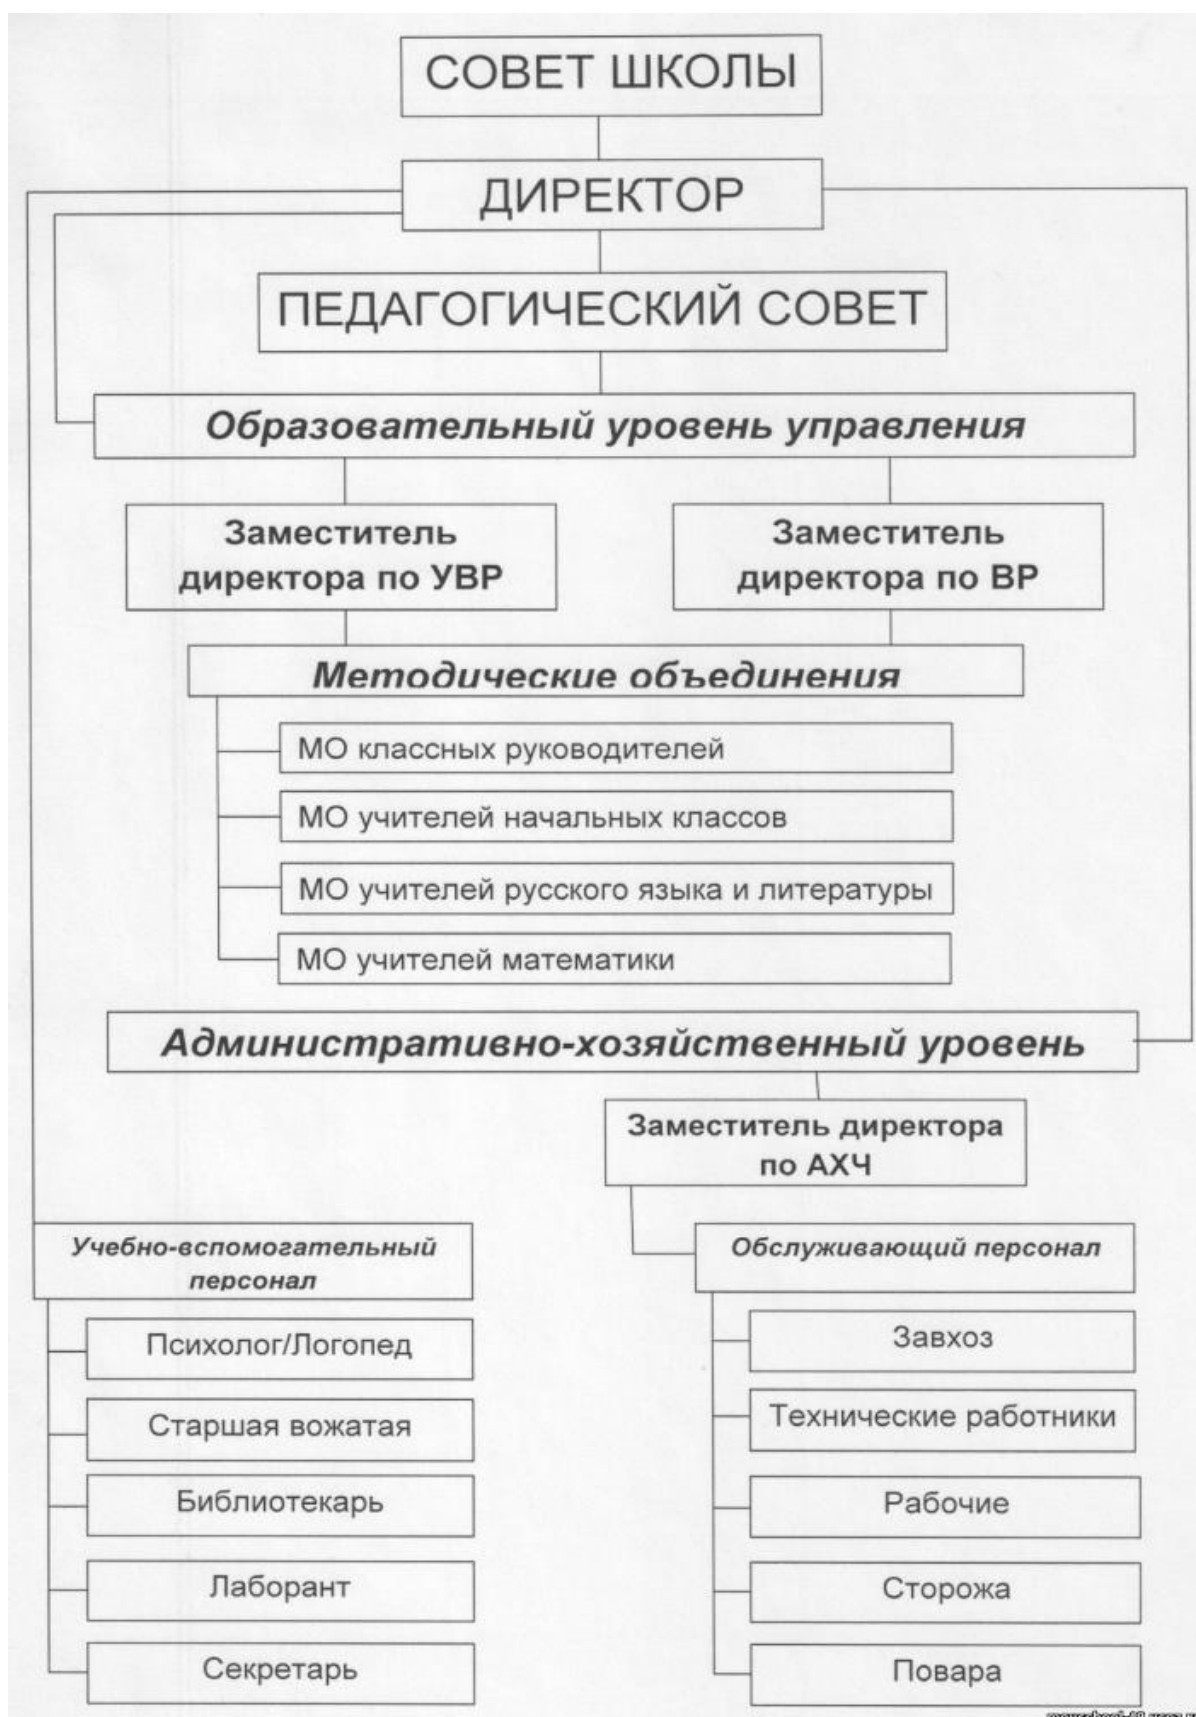 СОВЕТ ШКОЛЫ
ДИРЕКТОР
ПЕДАГОГИЧЕСКИЙ СОВЕТ
Образовательный уровень управления
Заместитель
директора по УВР
Заместитель
директора по ВР
Методические объединения
МО классных руководителей
МО учителей начальных классов
МО учителей русского языка и литературы
МО учителей математики
Административно-хозяйственный уровень
Заместитель директора
по АХЧ
Учебно-вспомогательный
персонал
Психолог/Логопед
Старшая вожатая
Библиотекарь
Лаборант
Секретарь
Обслуживающий персонал
Завхоз
Технические работники
Рабочие
Сторожа
Повара